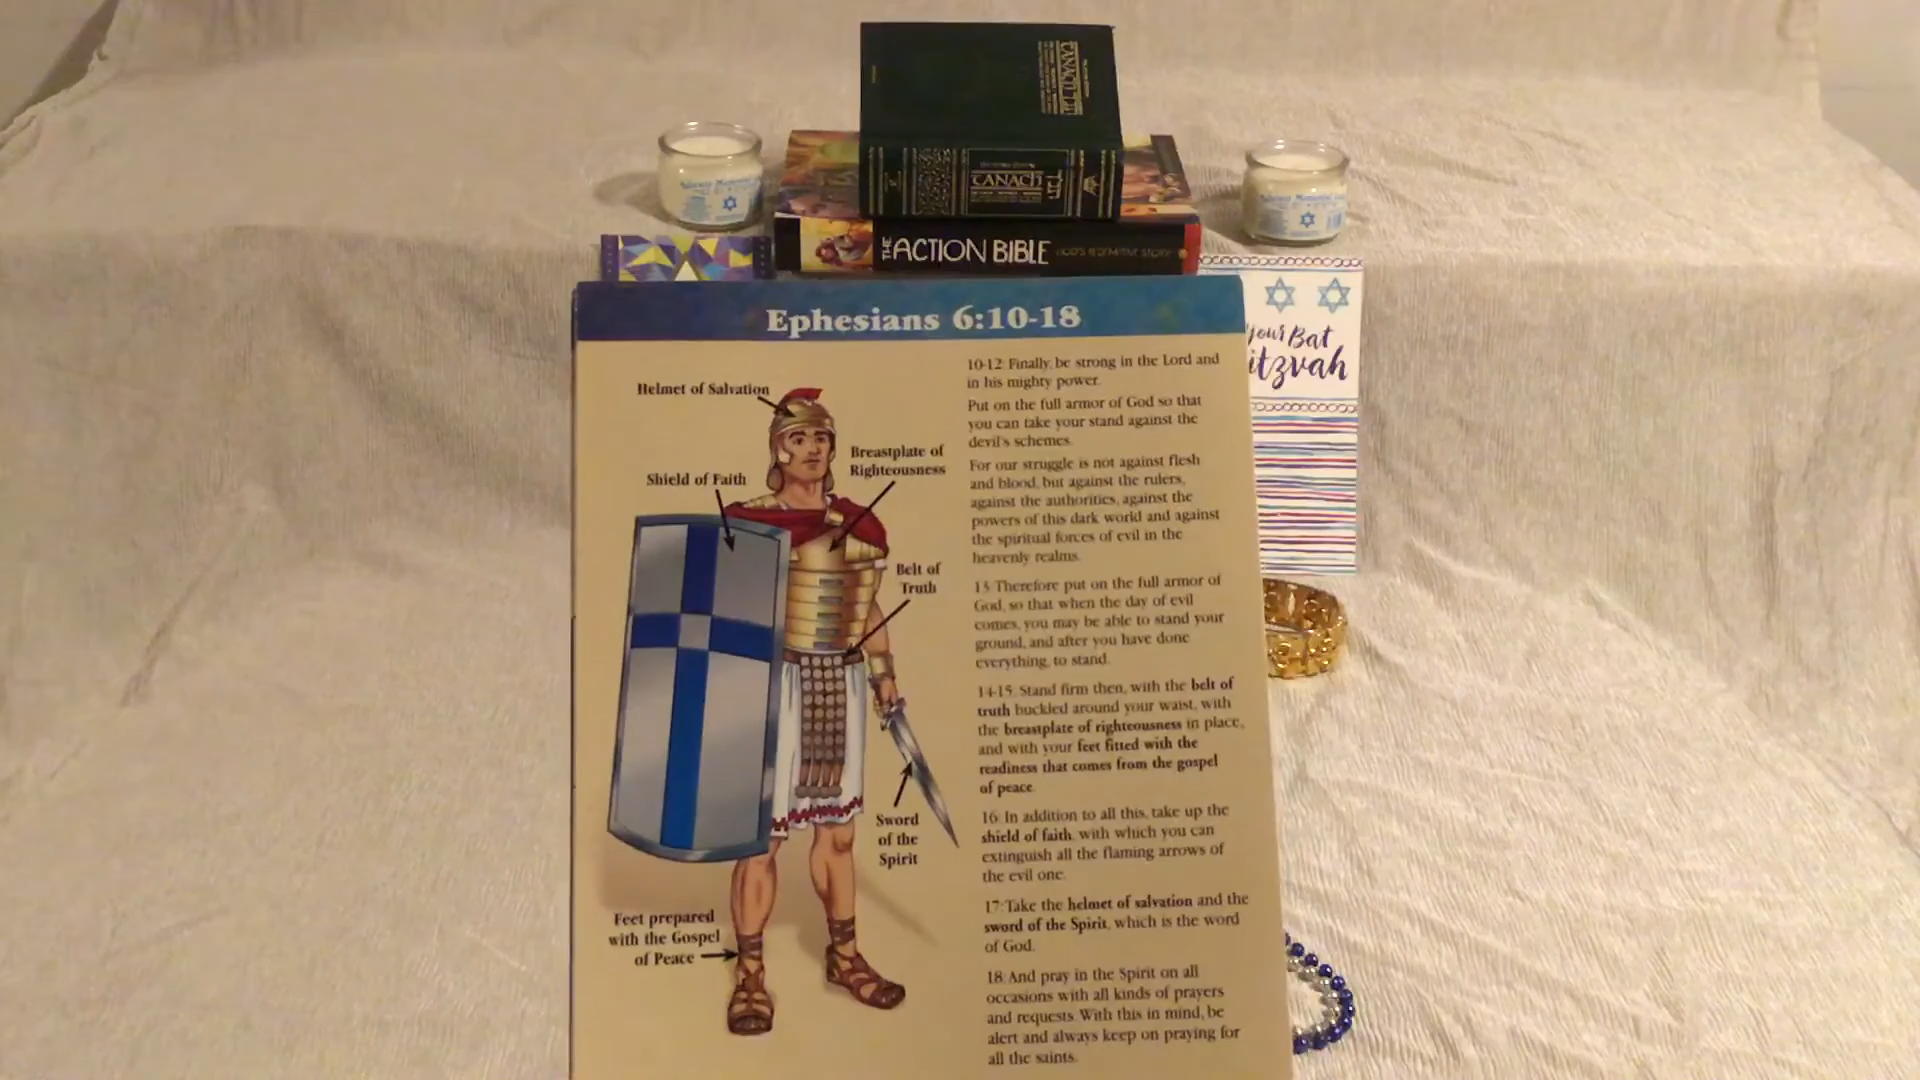 TANACH
TANACH
THE ACTION BIBLE GOD'S REDEMPTIVE STORY
Your Bat
itzvah
Ephesians 6:10-18
Helmet of Salvation
Shield of Faith
Breastplate of
Righteousness
Belt of
Truth
Sword
of the
Spirit
Feet prepared
with the Gospel
of Peace
10-12: Finally, be strong in the Lord and
in his mighty power.
Put on the full armor of God so that
you can take your stand against the
devil's schemes.
For our struggle is not against flesh
and blood, but against the rulers,
against the authorities, against the
powers of this dark world and against
the spiritual forces of evil in the
heavenly realms.
13: Therefore put on the full armor of
God, so that when the day of evil
comes, you may be able to stand your
ground, and after you have done
everything, to stand.
14-15: Stand firm then, with the belt of
truth buckled around your waist, with
the breastplate of righteousness in place,
and with your feet fitted with the
readiness that comes from the gospel
of peace.
16: In addition to all this, take up the
shield of faith, with which you can
extinguish all the flaming arrows of
the evil one.
17: Take the helmet of salvation and the
sword of the Spirit, which is the word
of God.
18: And pray in the Spirit on all
occasions with all kinds of prayers
and requests. With this in mind, be
alert and always keep on praying for
all the saints.